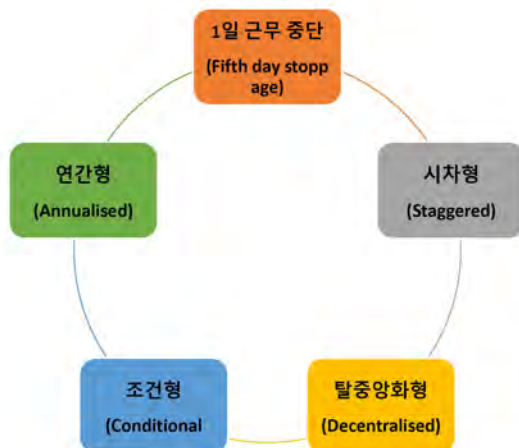 1일 근무 중단
(Fifth day stopp
age)
연간형
(Annualised)
시차형
(Staggered)
조건형
(Conditional
탈중앙화형
(Decentralised)